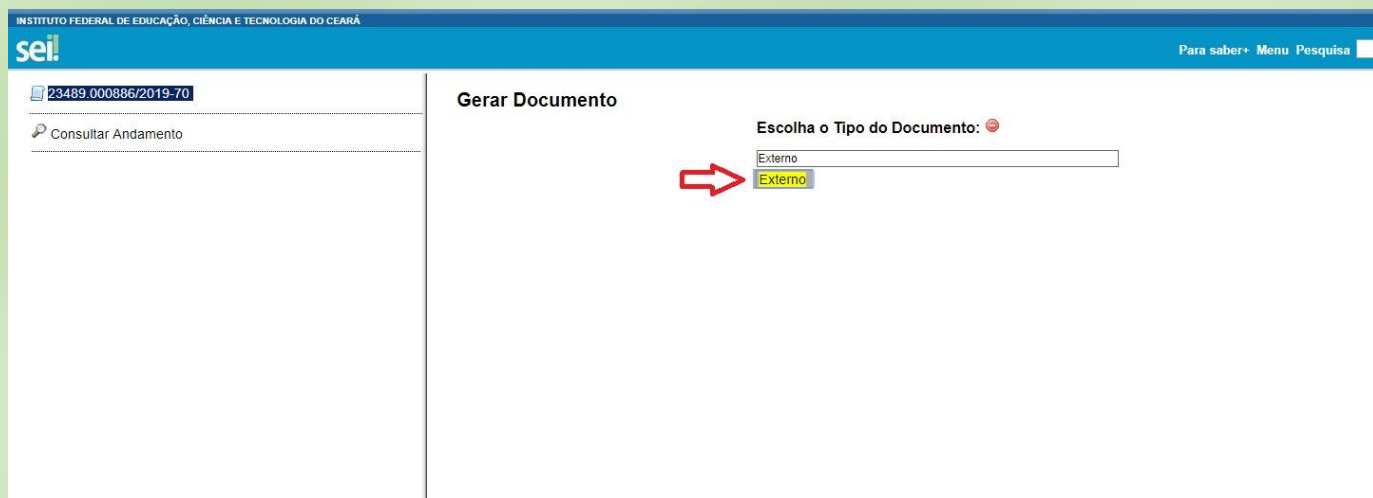 INSTITUTO FEDERAL DE EDUCAÇÃO, CIÊNCIA E TECNOLOGIA DO CEARÁ
sei!
Para saber+ Menu Pesquisa
23489.000886/2019-70
Consultar Andamento
Gerar Documento
Escolha o Tipo do Documento:
Externo
Externo